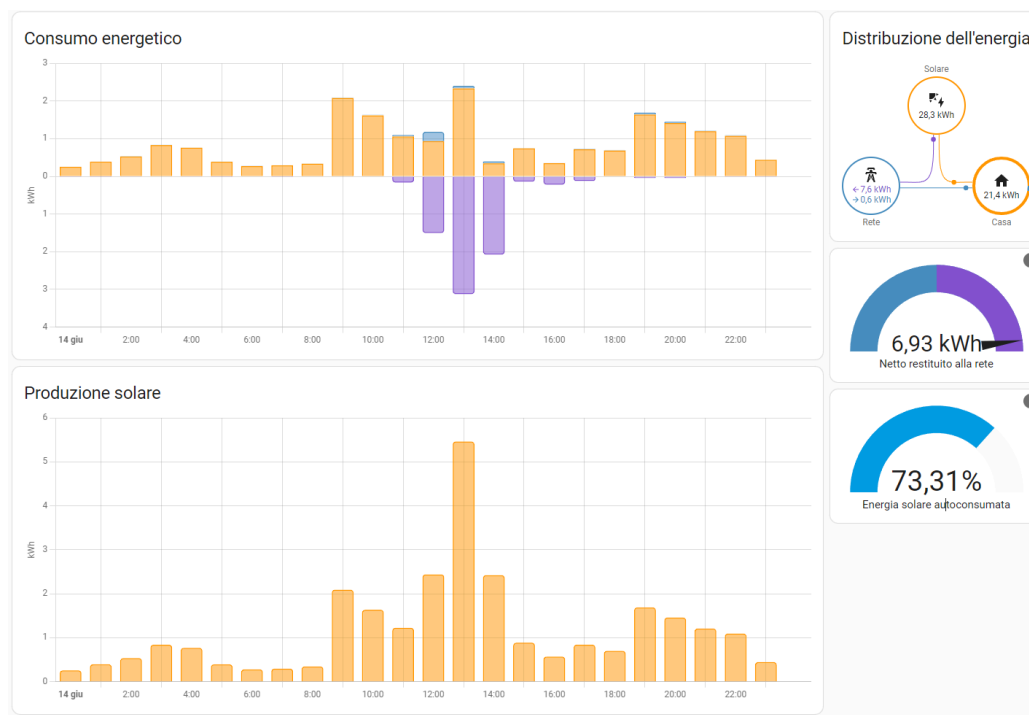 Consumo energetico
3
2
1
0
1
2
3
4
kWh
14 giu
2:00
4:00
6:00
8:00
10:00
12:00
14:00
16:00
18:00
20:00
22:00
Distribuzione dell'energia
Solare
28,3 kWh
← 7,6 kWh
→ 0,6 kWh
Rete
21,4 kWh
Casa
6,93 kWh
Netto restituito alla rete
73,31%
Energia solare autoconsumata
Produzione solare
6
5
4
3
2
1
0
kWh
14 giu
2:00
4:00
6:00
8:00
10:00
12:00
14:00
16:00
18:00
20:00
22:00